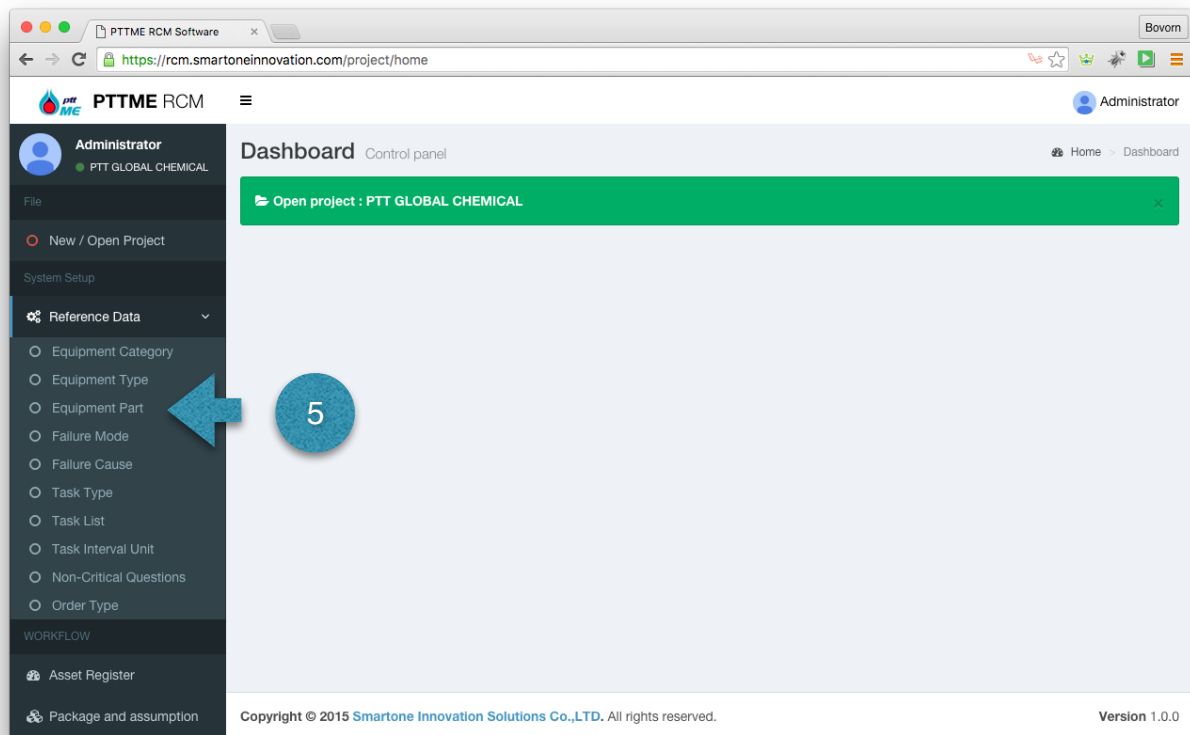 PTTME RCM Software
Bovorn
https://rcm.smartoneinnovation.com/project/home
ptt ME PTTME RCM
Administrator
Administrator
PTT GLOBAL CHEMICAL
Dashboard Control panel
Home > Dashboard
File
Open project : PTT GLOBAL CHEMICAL
×
New / Open Project
System Setup
Reference Data
Equipment Category
Equipment Type
Equipment Part
5
Failure Mode
Failure Cause
Task Type
Task List
Task Interval Unit
Non-Critical Questions
Order Type
WORKFLOW
Asset Register
Package and assumption
Copyright © 2015 Smartone Innovation Solutions Co.,LTD. All rights reserved.
Version 1.0.0